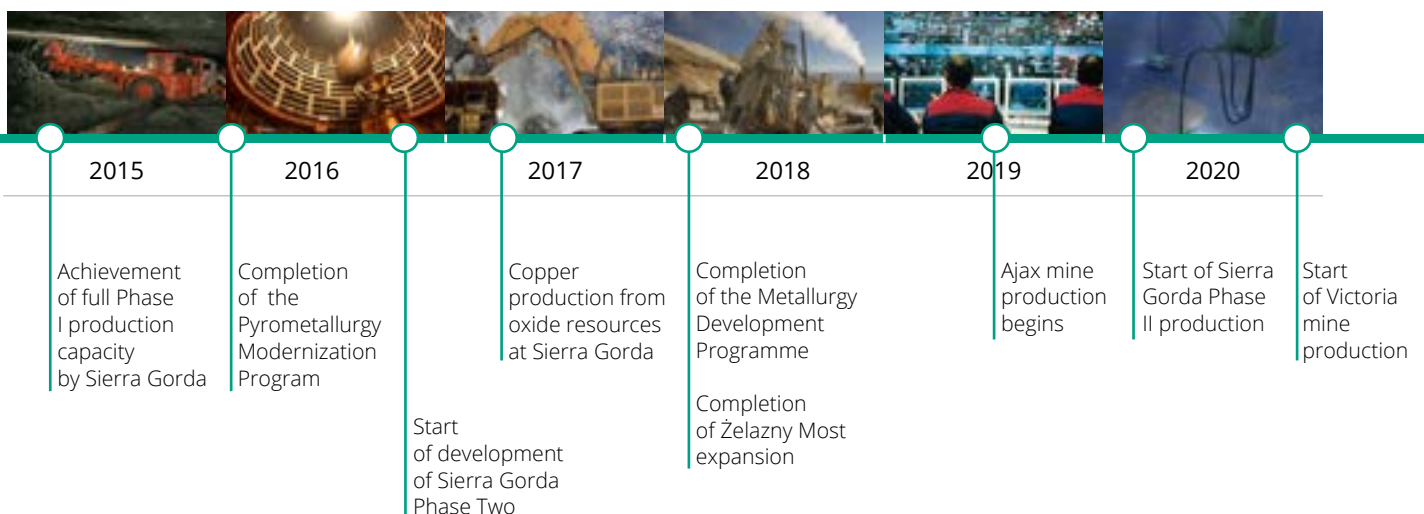 2015
2016
2017
2018
2019
2020
Achievement
of full Phase
I production
capacity
by Sierra Gorda
Completion
of the
Pyrometallurgy
Modernization
Program
Start
of development
of Sierra Gorda
Phase Two
Copper
production from
oxide resources
at Sierra Gorda
Completion
of the Metallurgy
Development
Programme
Completion
of Żelazny Most
expansion
Ajax mine
production
begins
Start of Sierra
Gorda Phase
II production
Start
of Victoria
mine
production